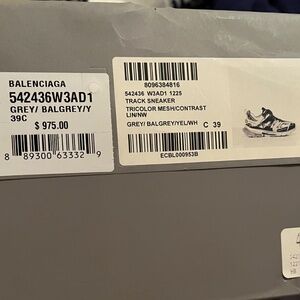 BALENCIAGA
542436W3AD1
GREY/ BALGREY/Y
39C
$ 975.00
8 89300 63332 9
8096384816
542436 W3AD1 1225
TRACK SNEAKER
TRICOLOR MESH/CONTRAST
LIN/NW
GREY/ BALGREY/YEL/WH C 39
ECBL000953B